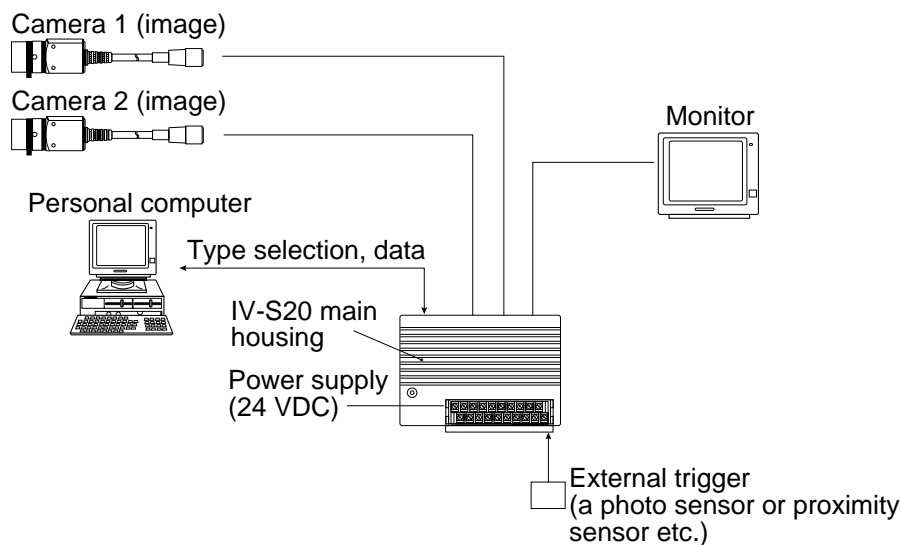 Camera 1 (image)
Camera 2 (image)
Monitor
Personal computer
Type selection, data
IV-S20 main
housing
Power supply
(24 VDC)
External trigger
(a photo sensor or proximity
sensor etc.)